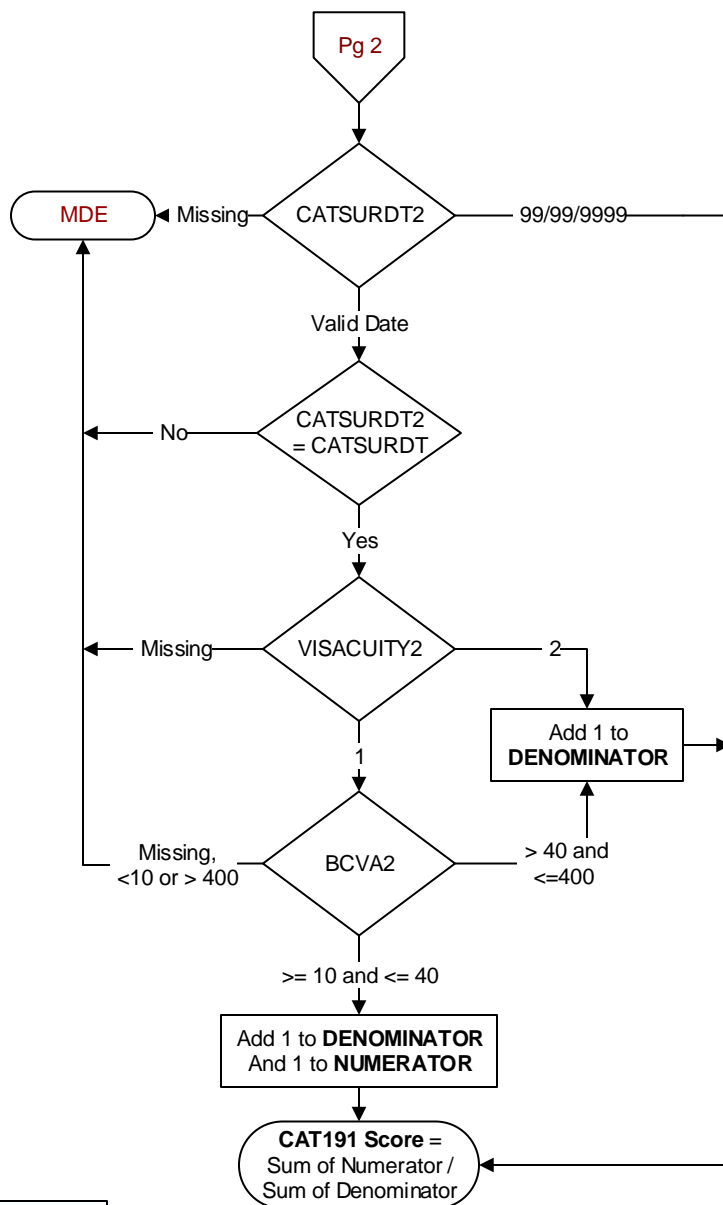 Pg 2
MDE
Missing
CATSURDT2
99/99/9999
Valid Date
CATSURDT2
= CATSURDT
No
Yes
Missing
VISACUITY2
2
Add 1 to
DENOMINATOR
1
Missing,
<10 or > 400
BCVA2
> 40 and
<=400
>= 10 and <= 40
Add 1 to DENOMINATOR
And 1 to NUMERATOR
CAT191 Score =
Sum of Numerator /
Sum of Denominator